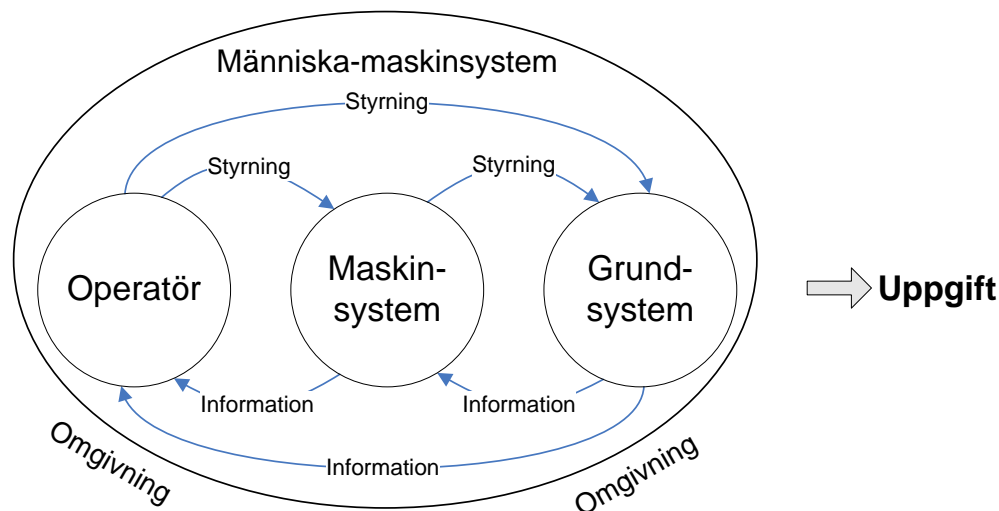 Människa-maskinsystem
Styrning
Styrning
Styrning
Operatör
Maskin-
system
Grund-
system
Uppgift
Information
Information
Information
Omgivning
Omgivning